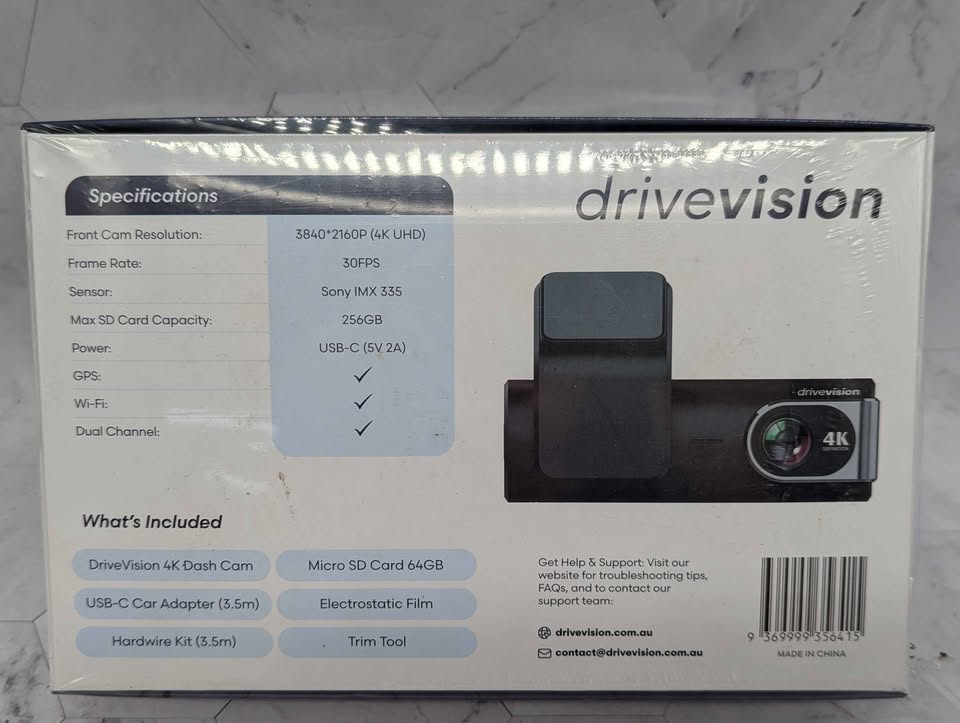 Specifications
Front Cam Resolution: 3840*2160P (4K UHD)
Frame Rate: 30FPS
Sensor: Sony IMX 335
Max SD Card Capacity: 256GB
Power: USB-C (5V 2A)
GPS: ✓
Wi-Fi: ✓
Dual Channel: ✓
What's Included
DriveVision 4K Dash Cam
Micro SD Card 64GB
USB-C Car Adapter (3.5m)
Electrostatic Film
Hardwire Kit (3.5m)
Trim Tool
drivevision
drivevision
4K
DEFINITION
Get Help & Support: Visit our
website for troubleshooting tips,
FAQs, and to contact our
support team:
drivevision.com.au
contact@drivevision.com.au
9 369999 356415
MADE IN CHINA